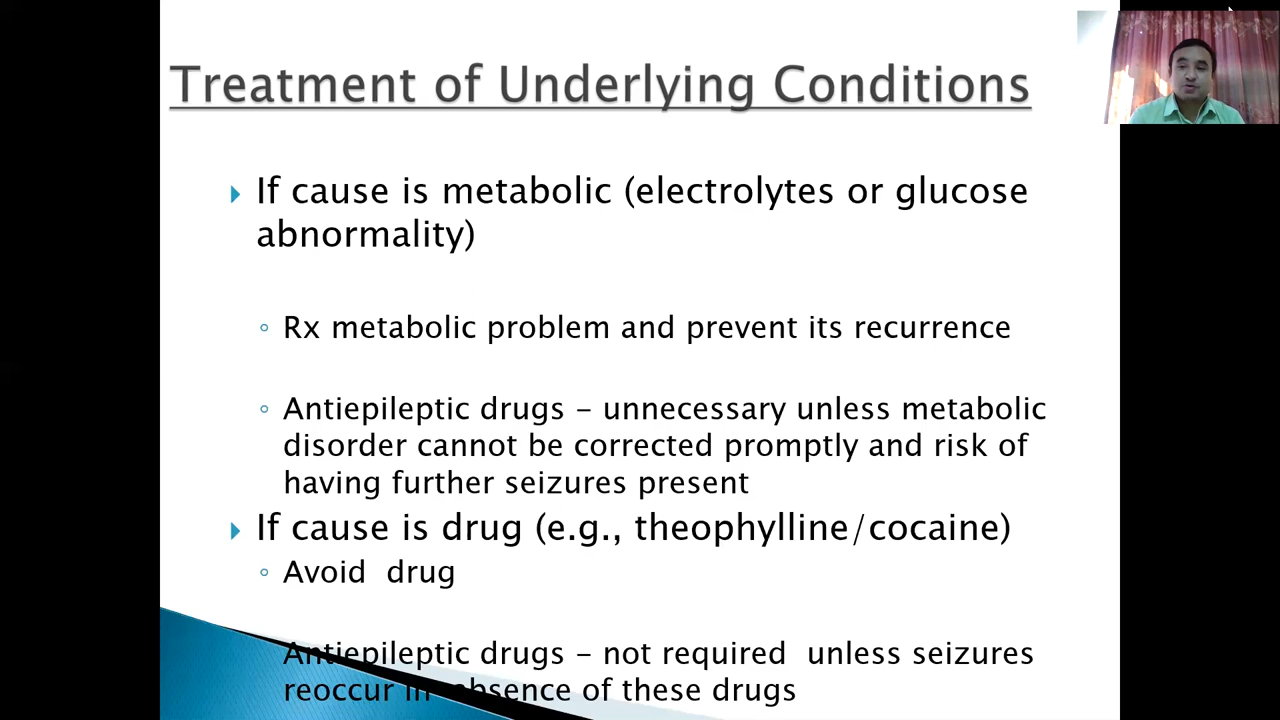 Treatment of Underlying Conditions
If cause is metabolic (electrolytes or glucose
abnormality)
Rx metabolic problem and prevent its recurrence
Antiepileptic drugs – unnecessary unless metabolic
disorder cannot be corrected promptly and risk of
having further seizures present
If cause is drug (e.g., theophylline/cocaine)
Avoid drug
Antiepileptic drugs – not required unless seizures
reoccur in absence of these drugs